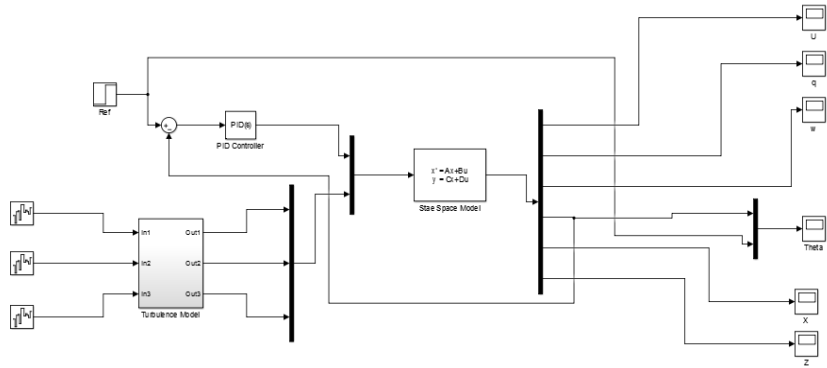 U
q
w
Ref
PID(s)
PID Controller
x' = Ax+Bu
y = Cx+Du
Stae Space Model
In1
Out1
In2
Out2
In3
Out3
Turbulence Model
Theta
X
Z